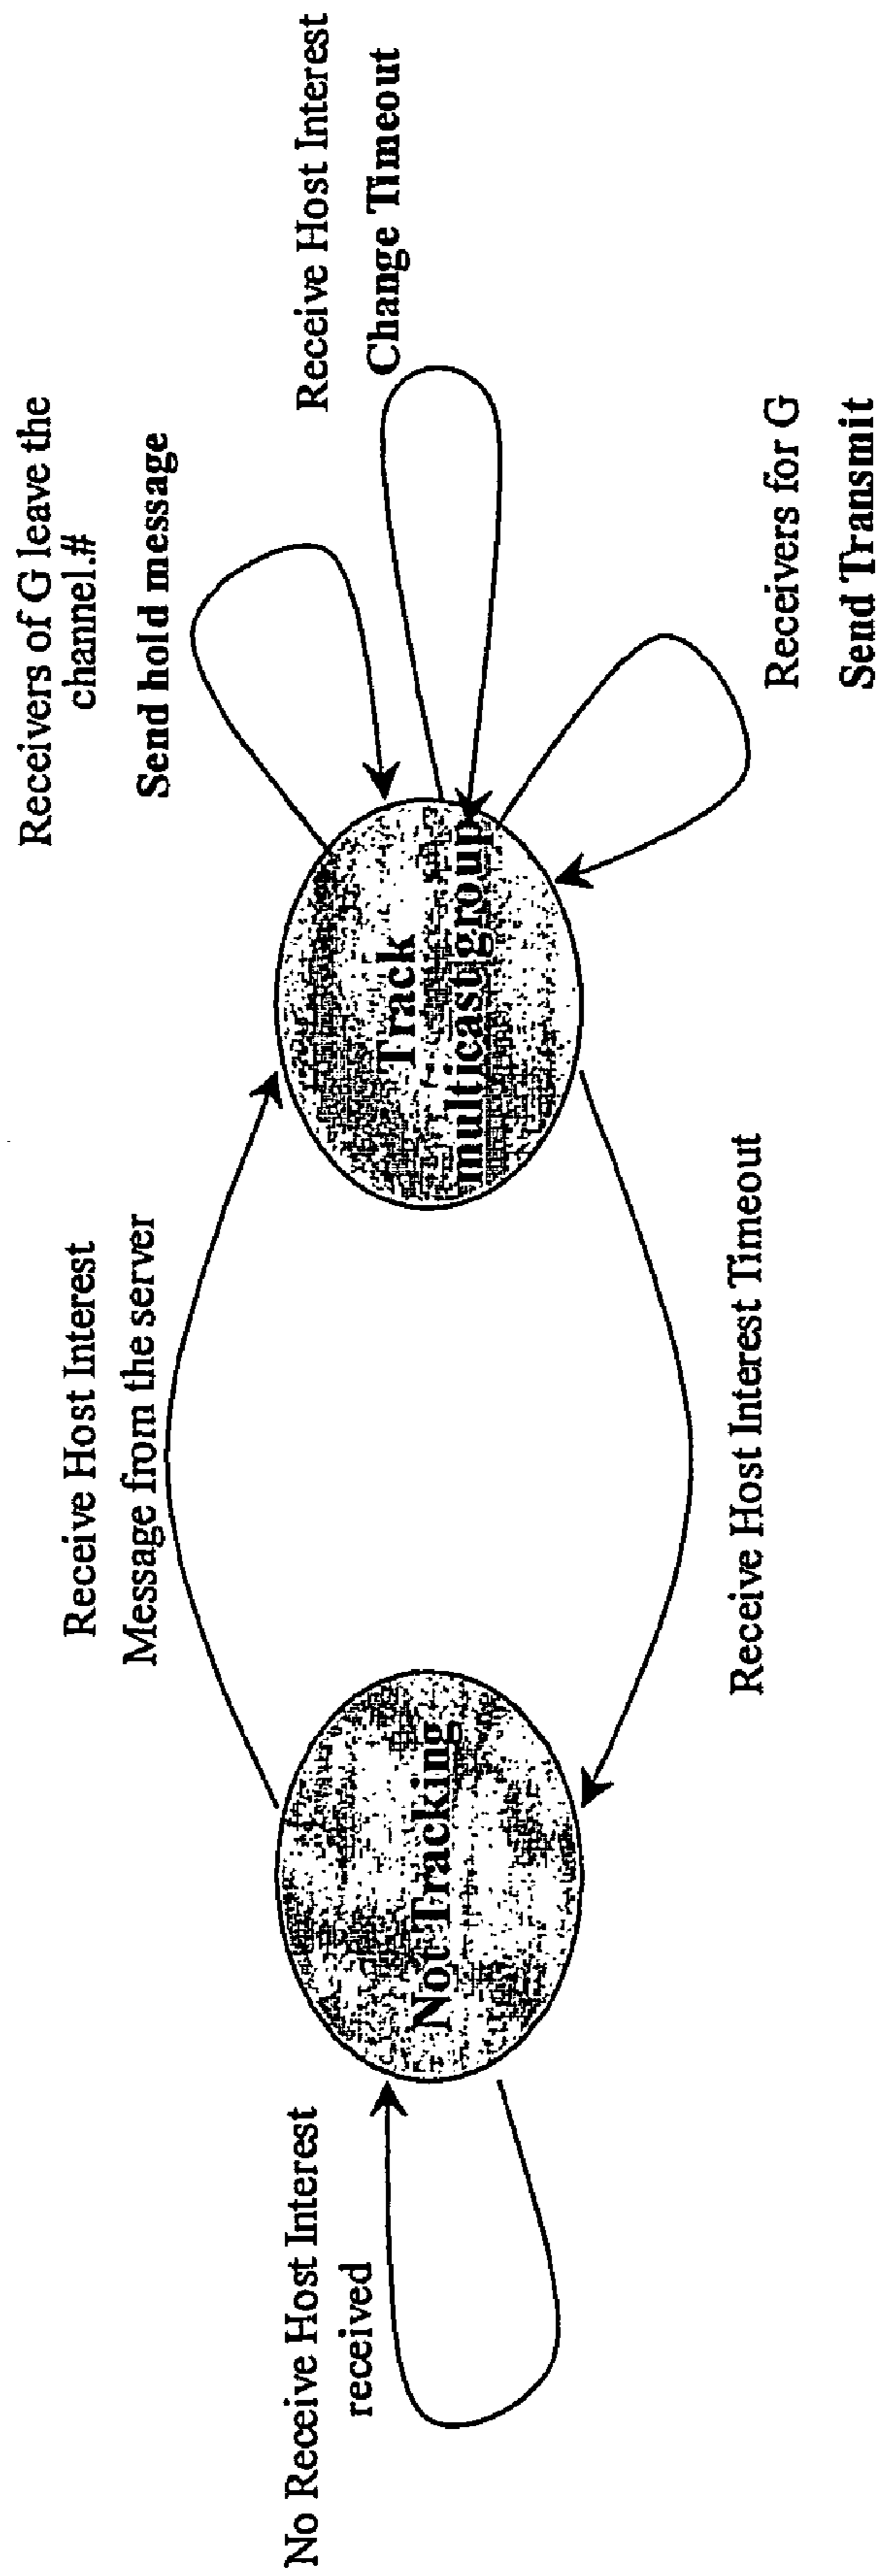 Receivers of G leave the
channel.#
Send hold message
Receive Host Interest
Message from the server
Receive Host Interest
Change Timeout
No Receive Host Interest
received
Not Tracking
Track
multicast group
Receive Host Interest Timeout
Receivers for G
Send Transmit